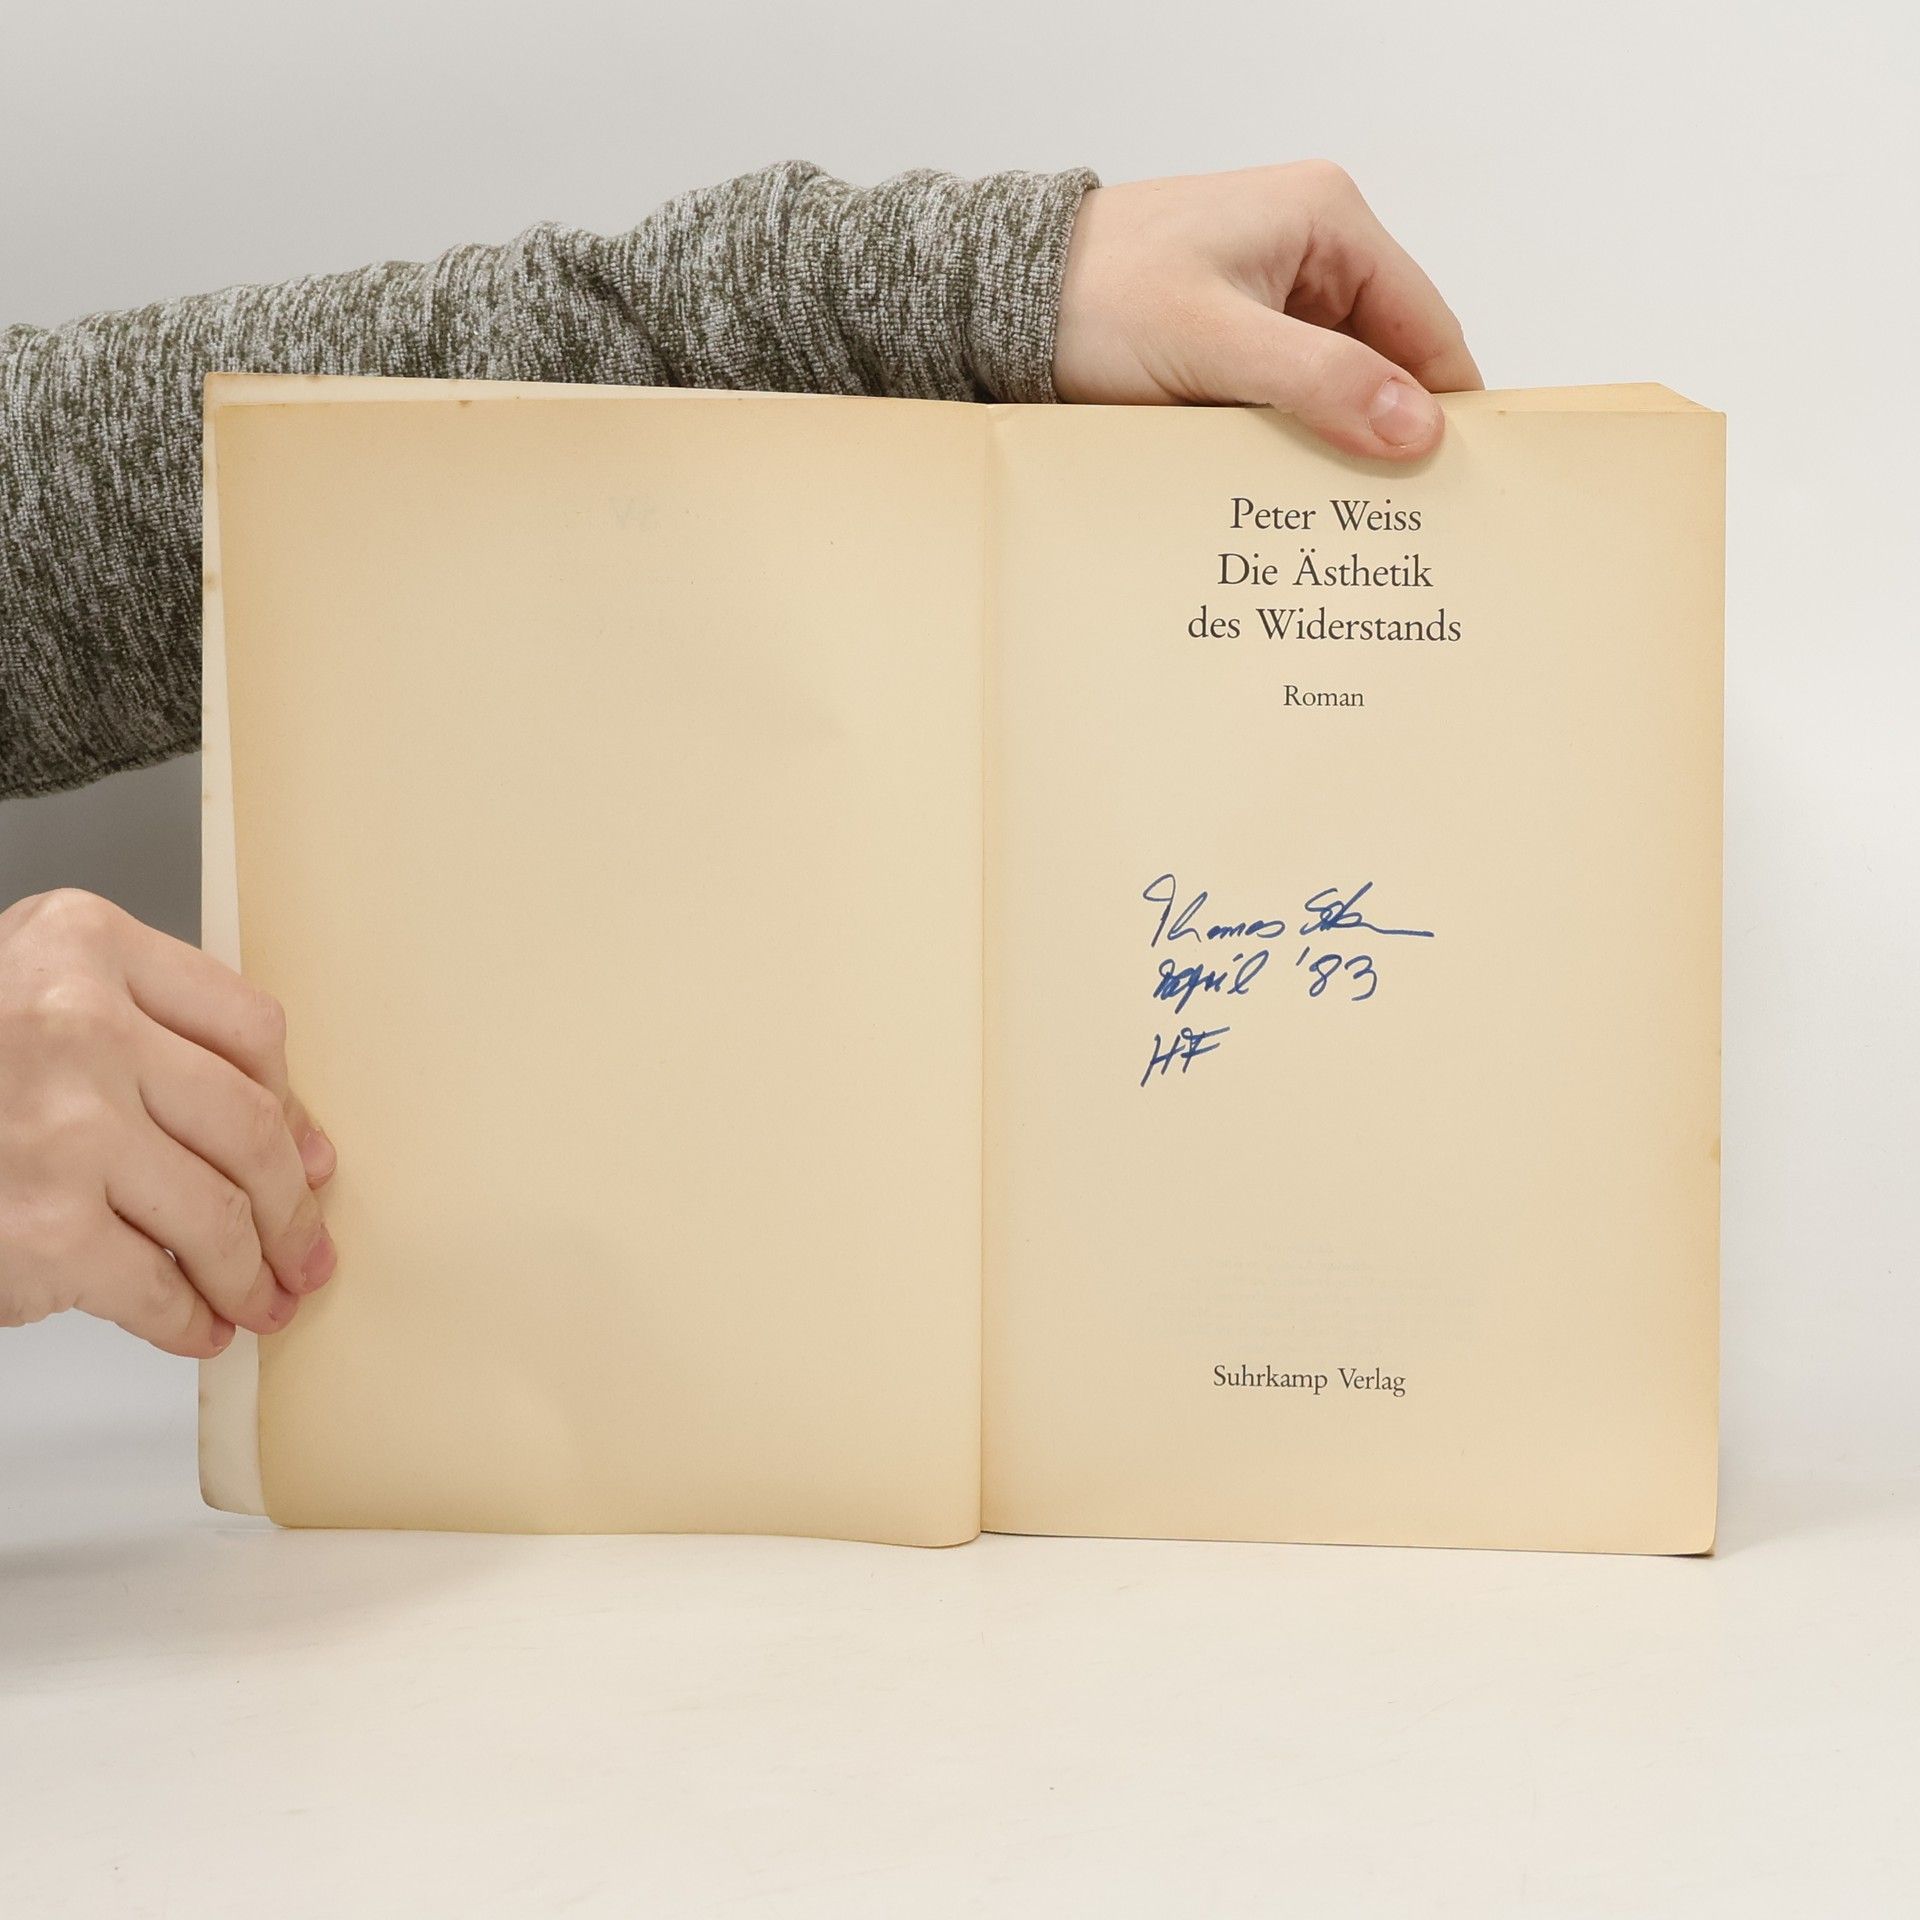 Peter Weiss
Die Ästhetik
des Widerstands
Roman
Thomas
April '83
HF
Suhrkamp Verlag